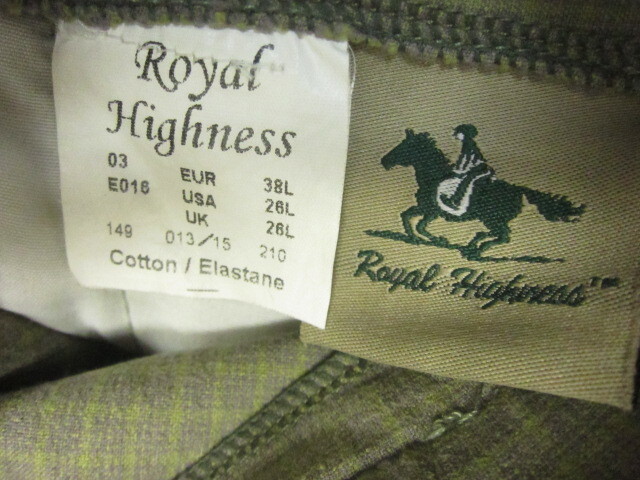 Royal
Highness
03 EUR 38L
E016 USA 26L
UK 26L
149 013/15 210
Cotton / Elastane
Royal Highness™